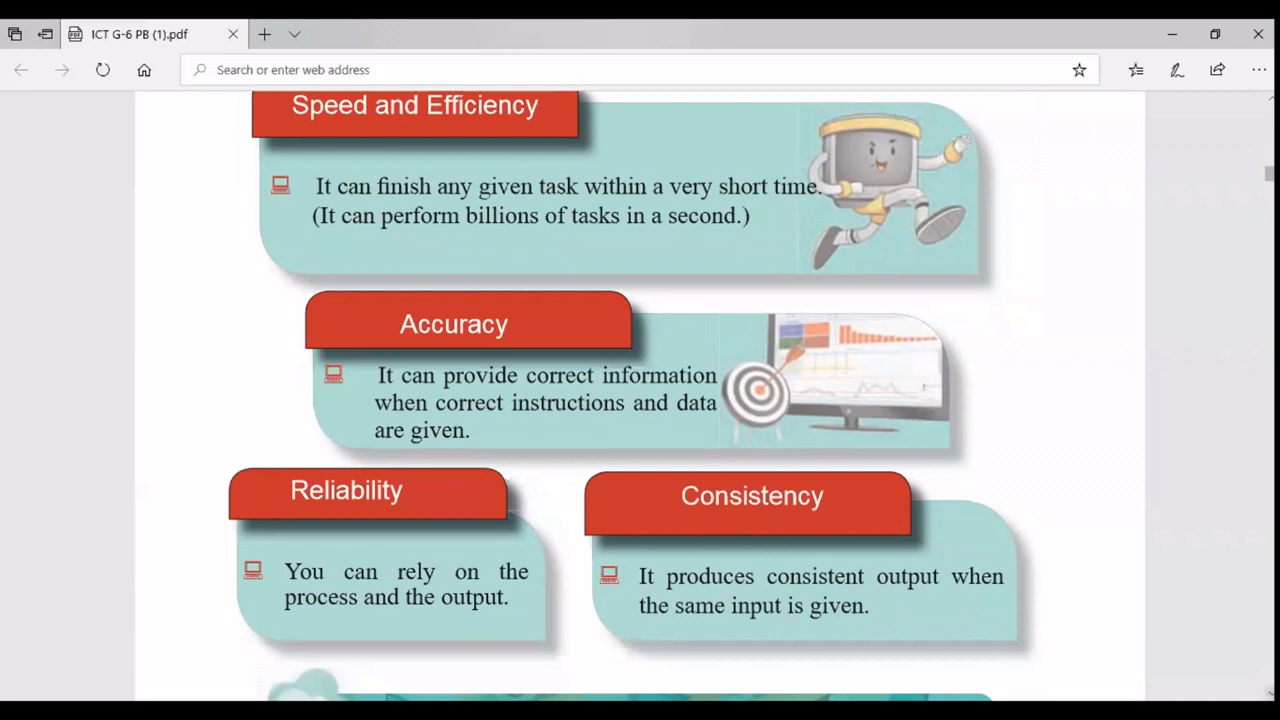 ICT G-6 PB (1).pdf
Search or enter web address
Speed and Efficiency
It can finish any given task within a very short time.
(It can perform billions of tasks in a second.)
Accuracy
It can provide correct information
when correct instructions and data
are given.
Reliability
You can rely on the
process and the output.
Consistency
It produces consistent output when
the same input is given.